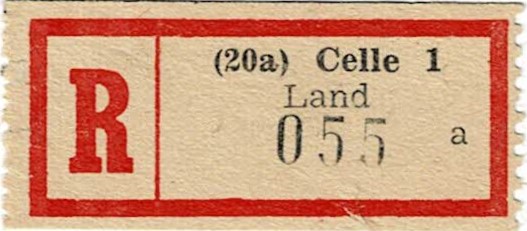 R
(20a) Celle 1
Land
055 a